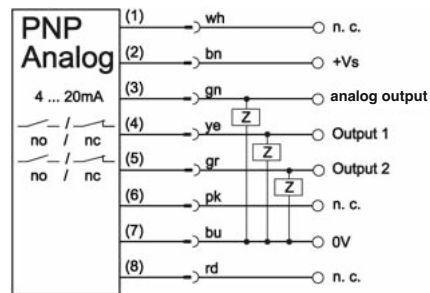 PNP
Analog
4 ... 20mA
no / nc
no / nc
(1) wh n. c.
(2) bn +Vs
(3) gn analog output
Z
(4) ye Output 1
Z
(5) gr Output 2
Z
(6) pk n. c.
(7) bu 0V
(8) rd n. c.